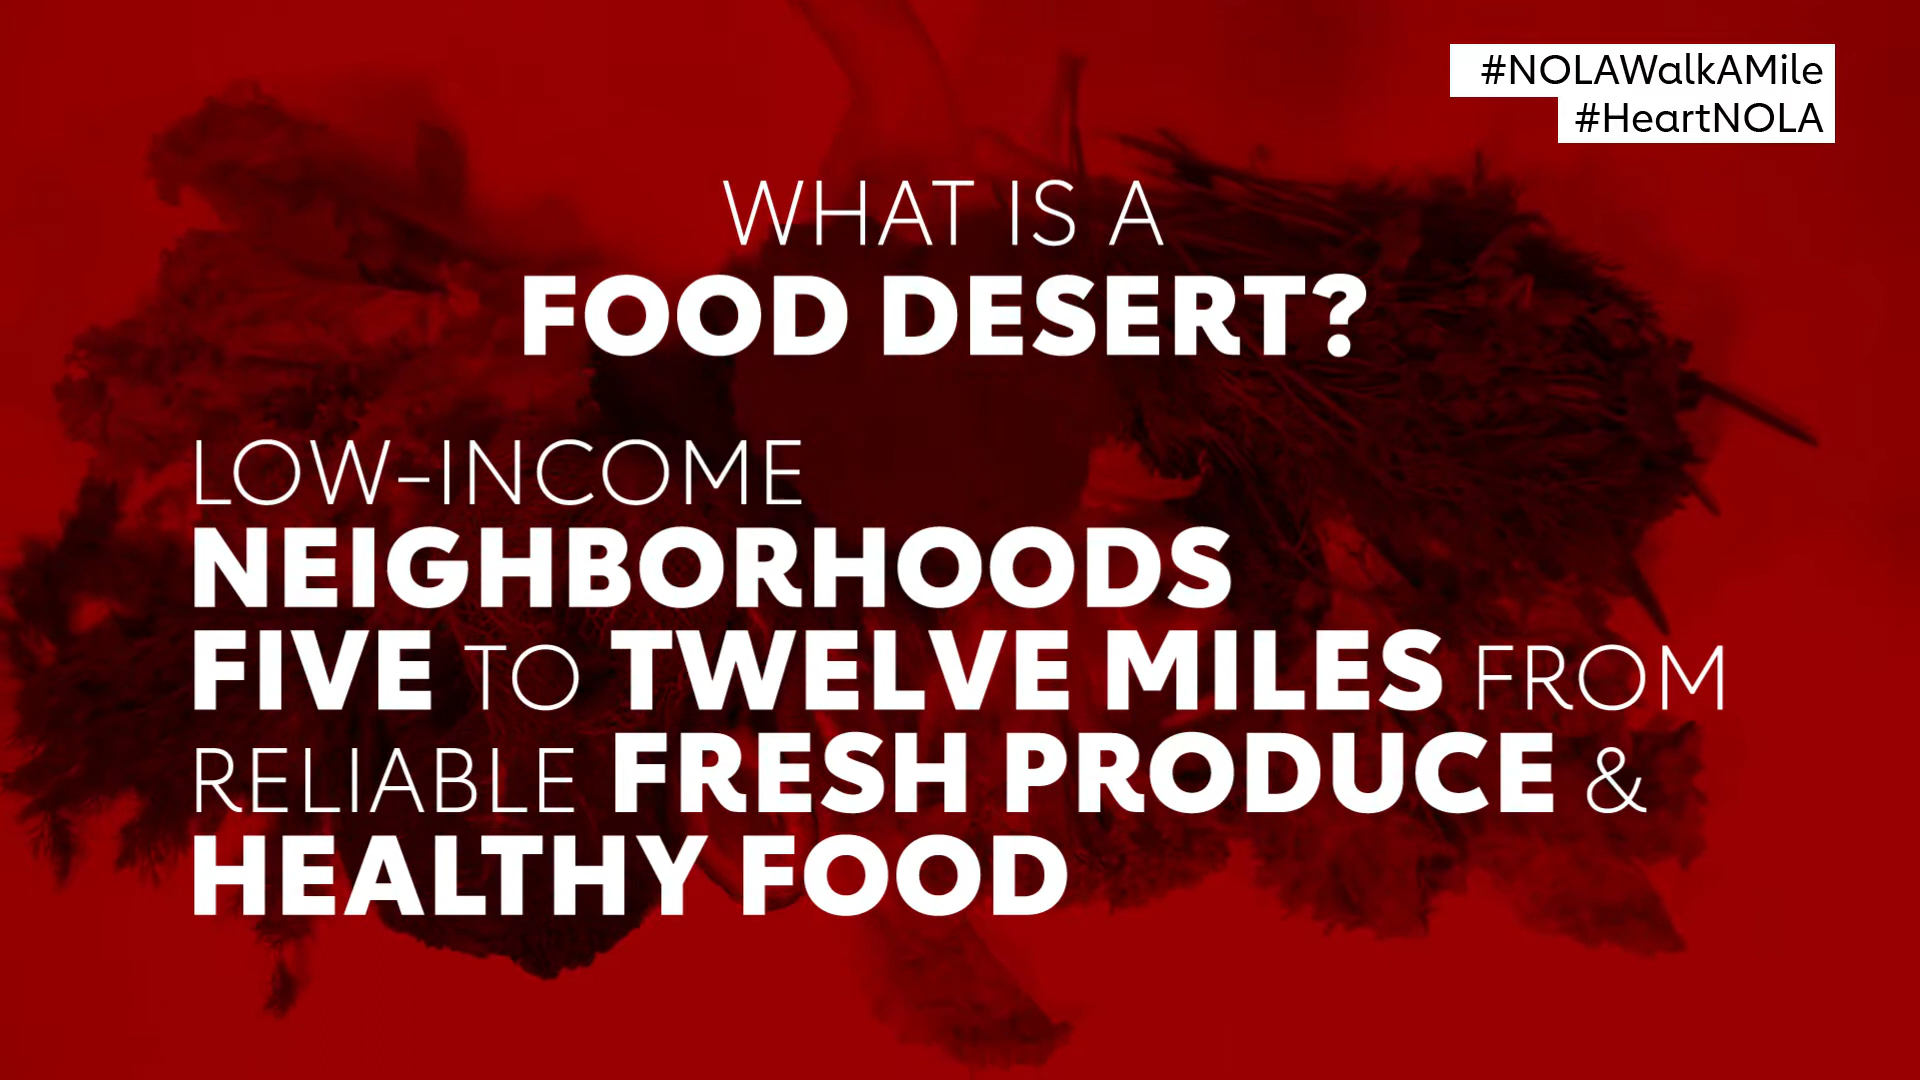 #NOLAWalkAMile
#HeartNOLA
WHAT IS A
FOOD DESERT?
LOW-INCOME
NEIGHBORHOODS
FIVE TO TWELVE MILES FROM
RELIABLE FRESH PRODUCE &
HEALTHY FOOD